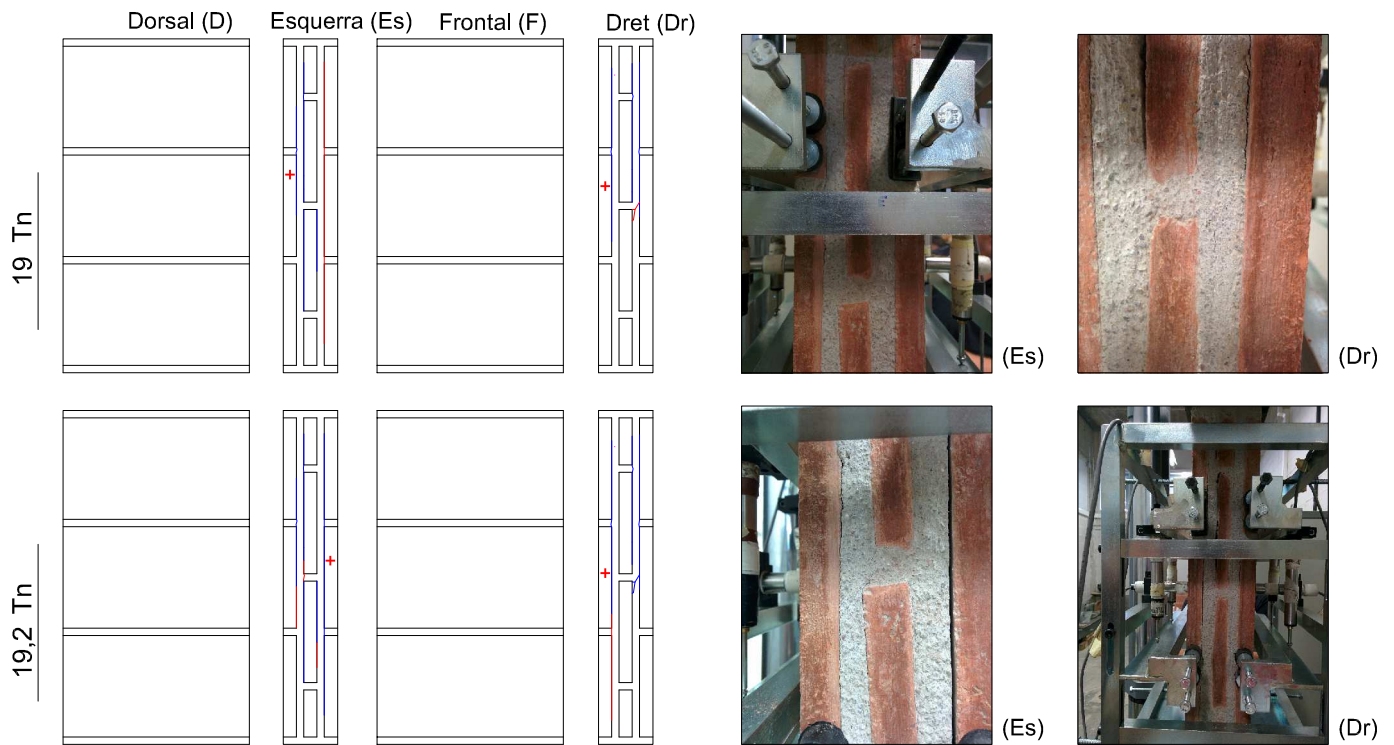 Dorsal (D)
Esquerra (Es)
Frontal (F)
Dret (Dr)
19 Tn
(Es)
(Dr)
19,2 Tn
(Es)
(Dr)